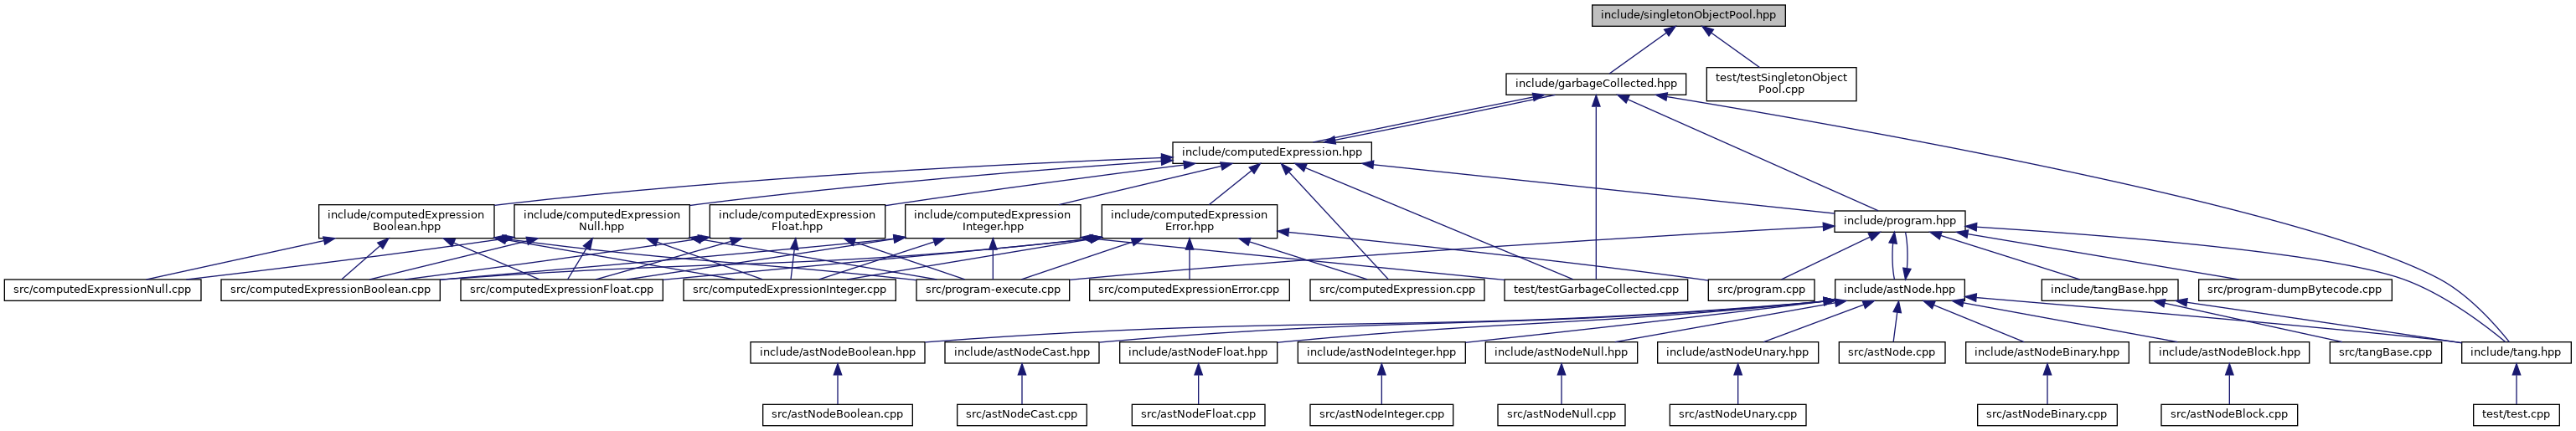 include/singletonObjectPool.hpp
include/garbageCollected.hpp
test/testSingletonObject
Pool.cpp
include/computedExpression.hpp
include/computedExpression
Boolean.hpp
include/computedExpression
Null.hpp
include/computedExpression
Float.hpp
include/computedExpression
Integer.hpp
include/computedExpression
Error.hpp
include/program.hpp
src/computedExpressionNull.cpp
src/computedExpressionBoolean.cpp
src/computedExpressionFloat.cpp
src/computedExpressionInteger.cpp
src/program-execute.cpp
src/computedExpressionError.cpp
src/computedExpression.cpp
test/testGarbageCollected.cpp
src/program.cpp
include/astNode.hpp
include/tangBase.hpp
src/program-dumpBytecode.cpp
include/astNodeBoolean.hpp
include/astNodeCast.hpp
include/astNodeFloat.hpp
include/astNodeInteger.hpp
include/astNodeNull.hpp
include/astNodeUnary.hpp
src/astNode.cpp
include/astNodeBinary.hpp
include/astNodeBlock.hpp
src/tangBase.cpp
include/tang.hpp
src/astNodeBoolean.cpp
src/astNodeCast.cpp
src/astNodeFloat.cpp
src/astNodeInteger.cpp
src/astNodeNull.cpp
src/astNodeUnary.cpp
src/astNodeBinary.cpp
src/astNodeBlock.cpp
test/test.cpp